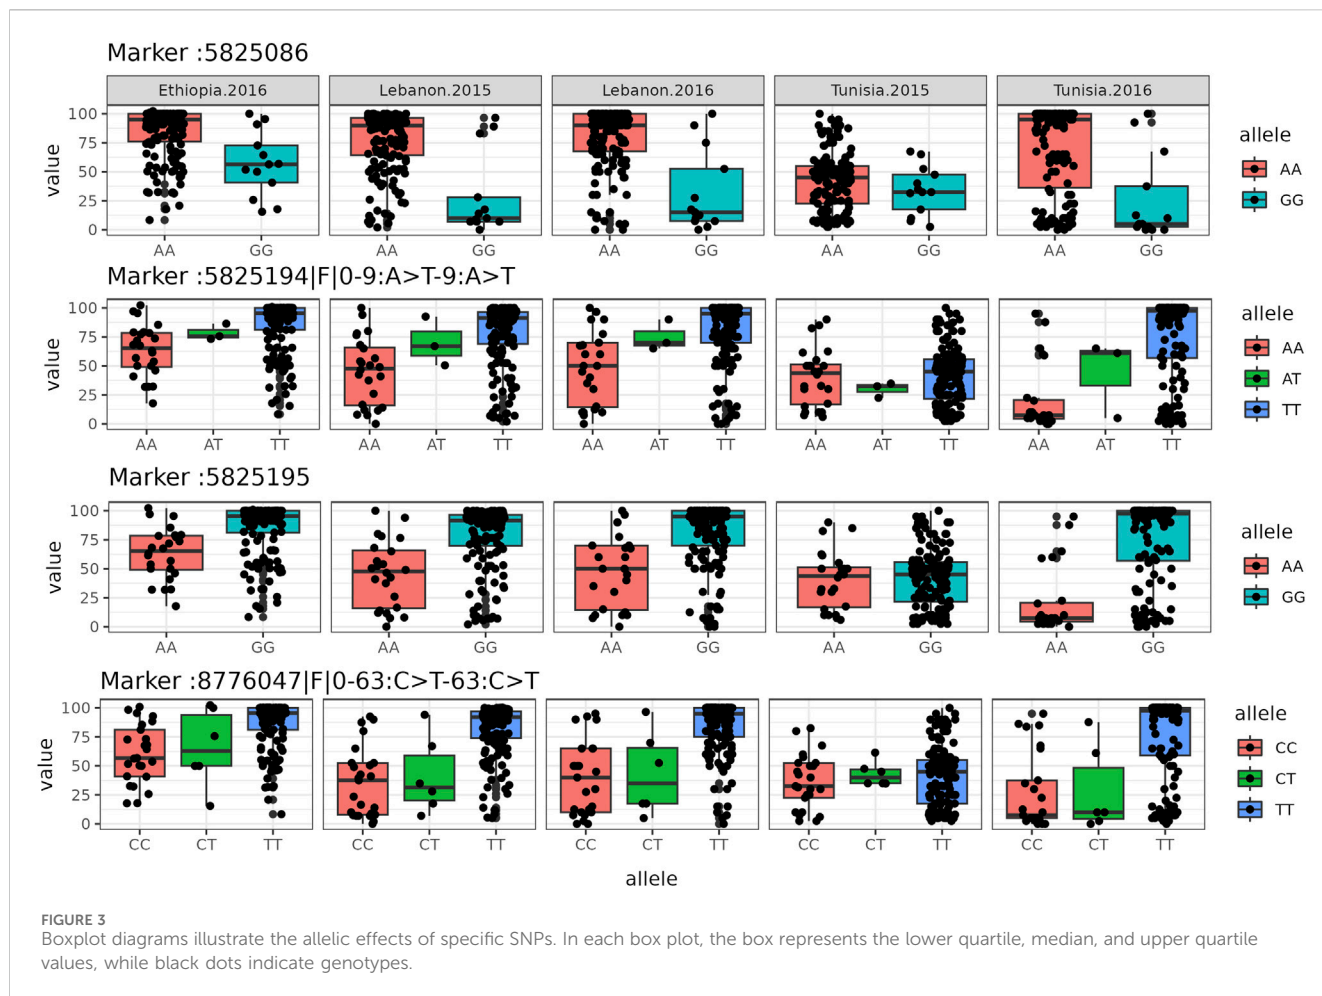 Marker :5825086
Ethiopia.2016 Lebanon.2015 Lebanon.2016 Tunisia.2015 Tunisia.2016
100
75
50
25
0
value
AA GG AA GG AA GG AA GG AA GG
allele
AA
GG
Marker :5825194|F|0-9:A>T-9:A>T
100
75
50
25
0
value
AA AT TT AA AT TT AA AT TT AA AT TT AA AT TT
allele
AA
AT
TT
Marker :5825195
100
75
50
25
0
value
AA GG AA GG AA GG AA GG AA GG
allele
AA
GG
Marker :8776047|F|0-63:C>T-63:C>T
100
75
50
25
0
value
CC CT TT CC CT TT CC CT TT CC CT TT CC CT TT
allele
CC
CT
TT
allele
FIGURE 3
Boxplot diagrams illustrate the allelic effects of specific SNPs. In each box plot, the box represents the lower quartile, median, and upper quartile
values, while black dots indicate genotypes.